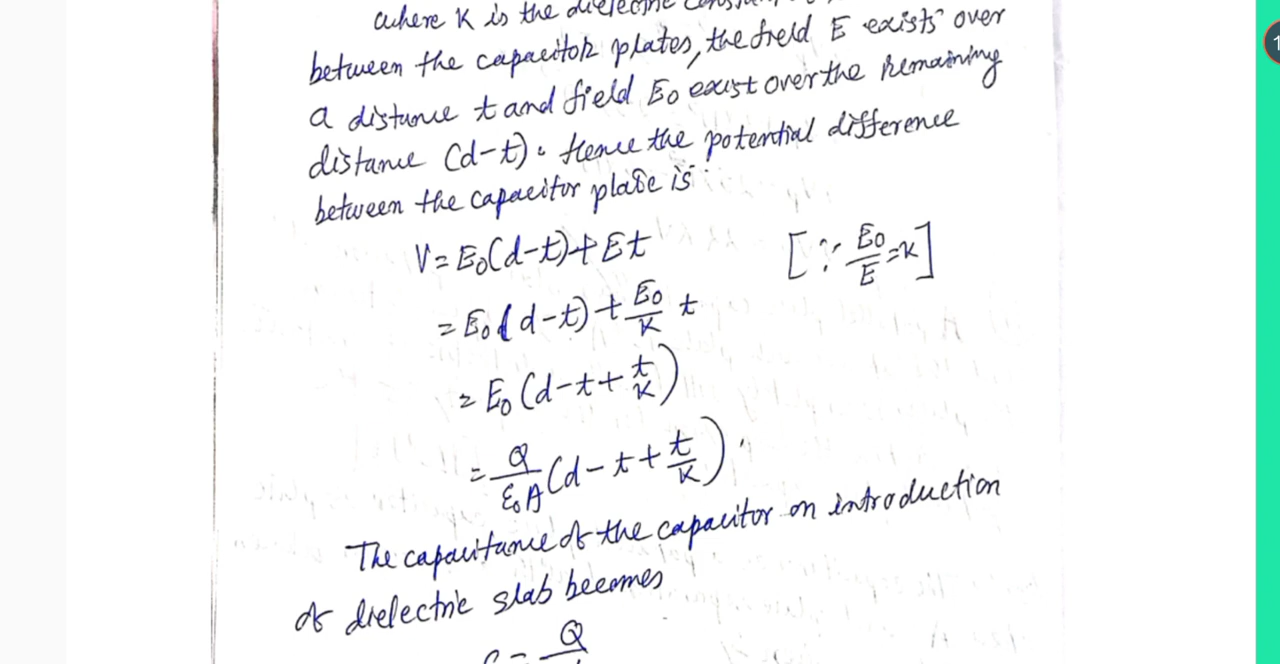 where K is the dielectric
between the capacitor plates, the field E exists over
a distance t and field E₀ exist over the remaining
distance (d-t). Hence the potential difference
between the capacitor plate is
V = E₀(d-t) + Et [∵ E₀/E = K]
= E₀(d-t) + E₀/K t
= E₀(d-t+t/K)
= Q/ε₀A (d-t+t/K)
The capacitance of the capacitor on introduction
of dielectric slab becomes
C = Q
1